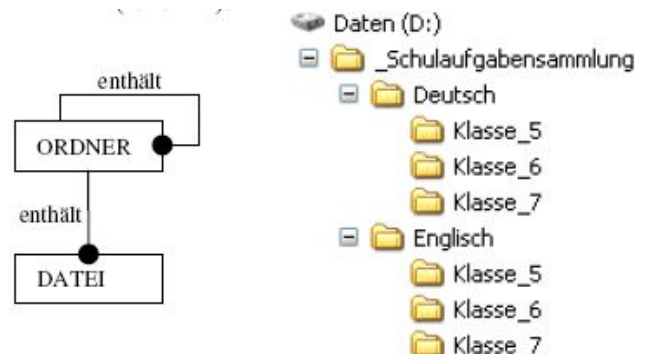 enthält
ORDNER
enthält
DATEI
Daten (D:)
_Schulaufgabensammlung
Deutsch
Klasse_5
Klasse_6
Klasse_7
Englisch
Klasse_5
Klasse_6
Klasse_7